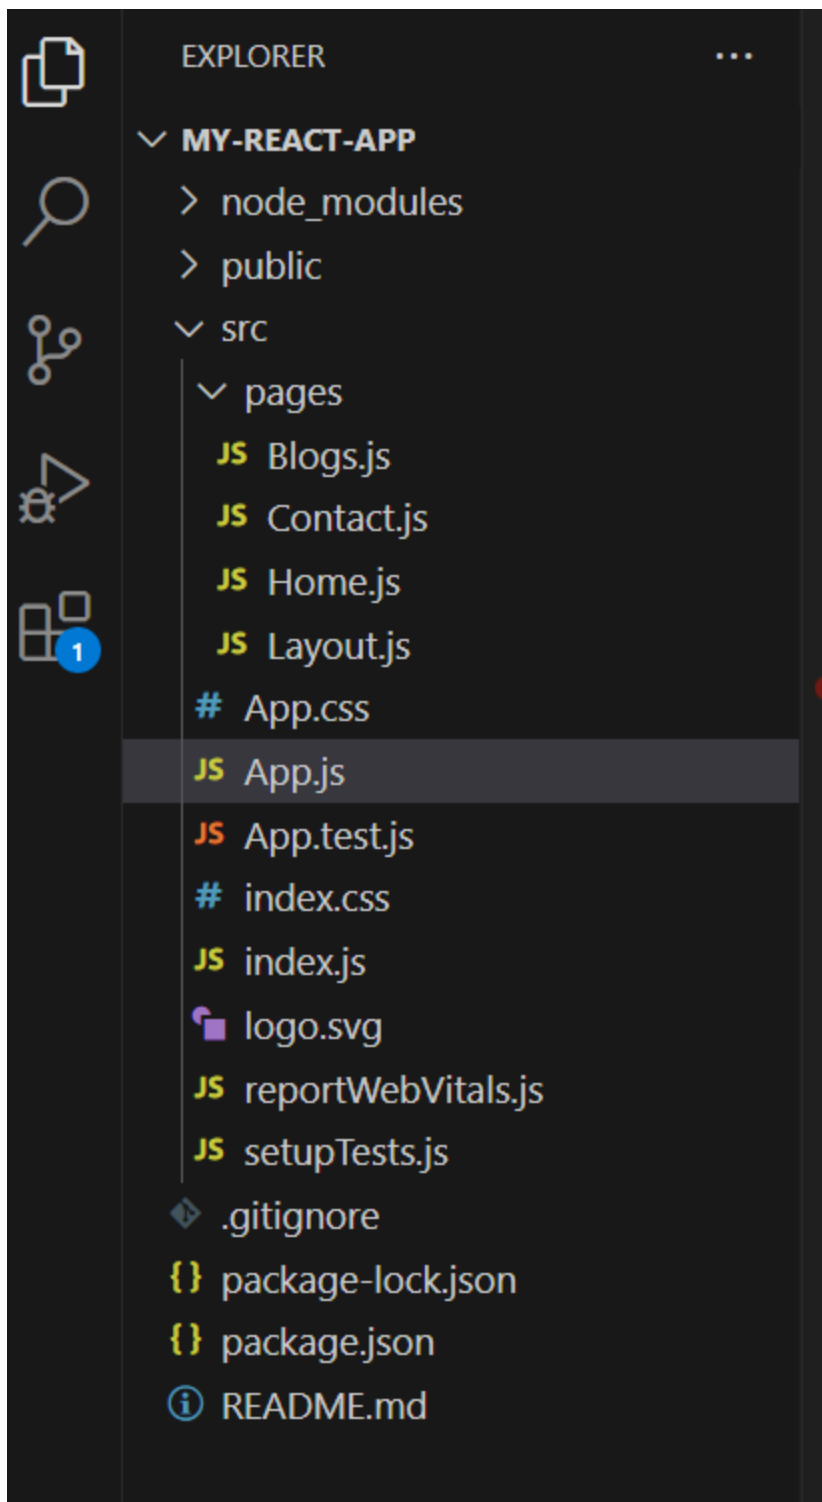 EXPLORER
MY-REACT-APP
node_modules
public
src
pages
JS Blogs.js
JS Contact.js
JS Home.js
JS Layout.js
# App.css
JS App.js
JS App.test.js
# index.css
JS index.js
logo.svg
JS reportWebVitals.js
JS setupTests.js
.gitignore
{} package-lock.json
{} package.json
README.md
1